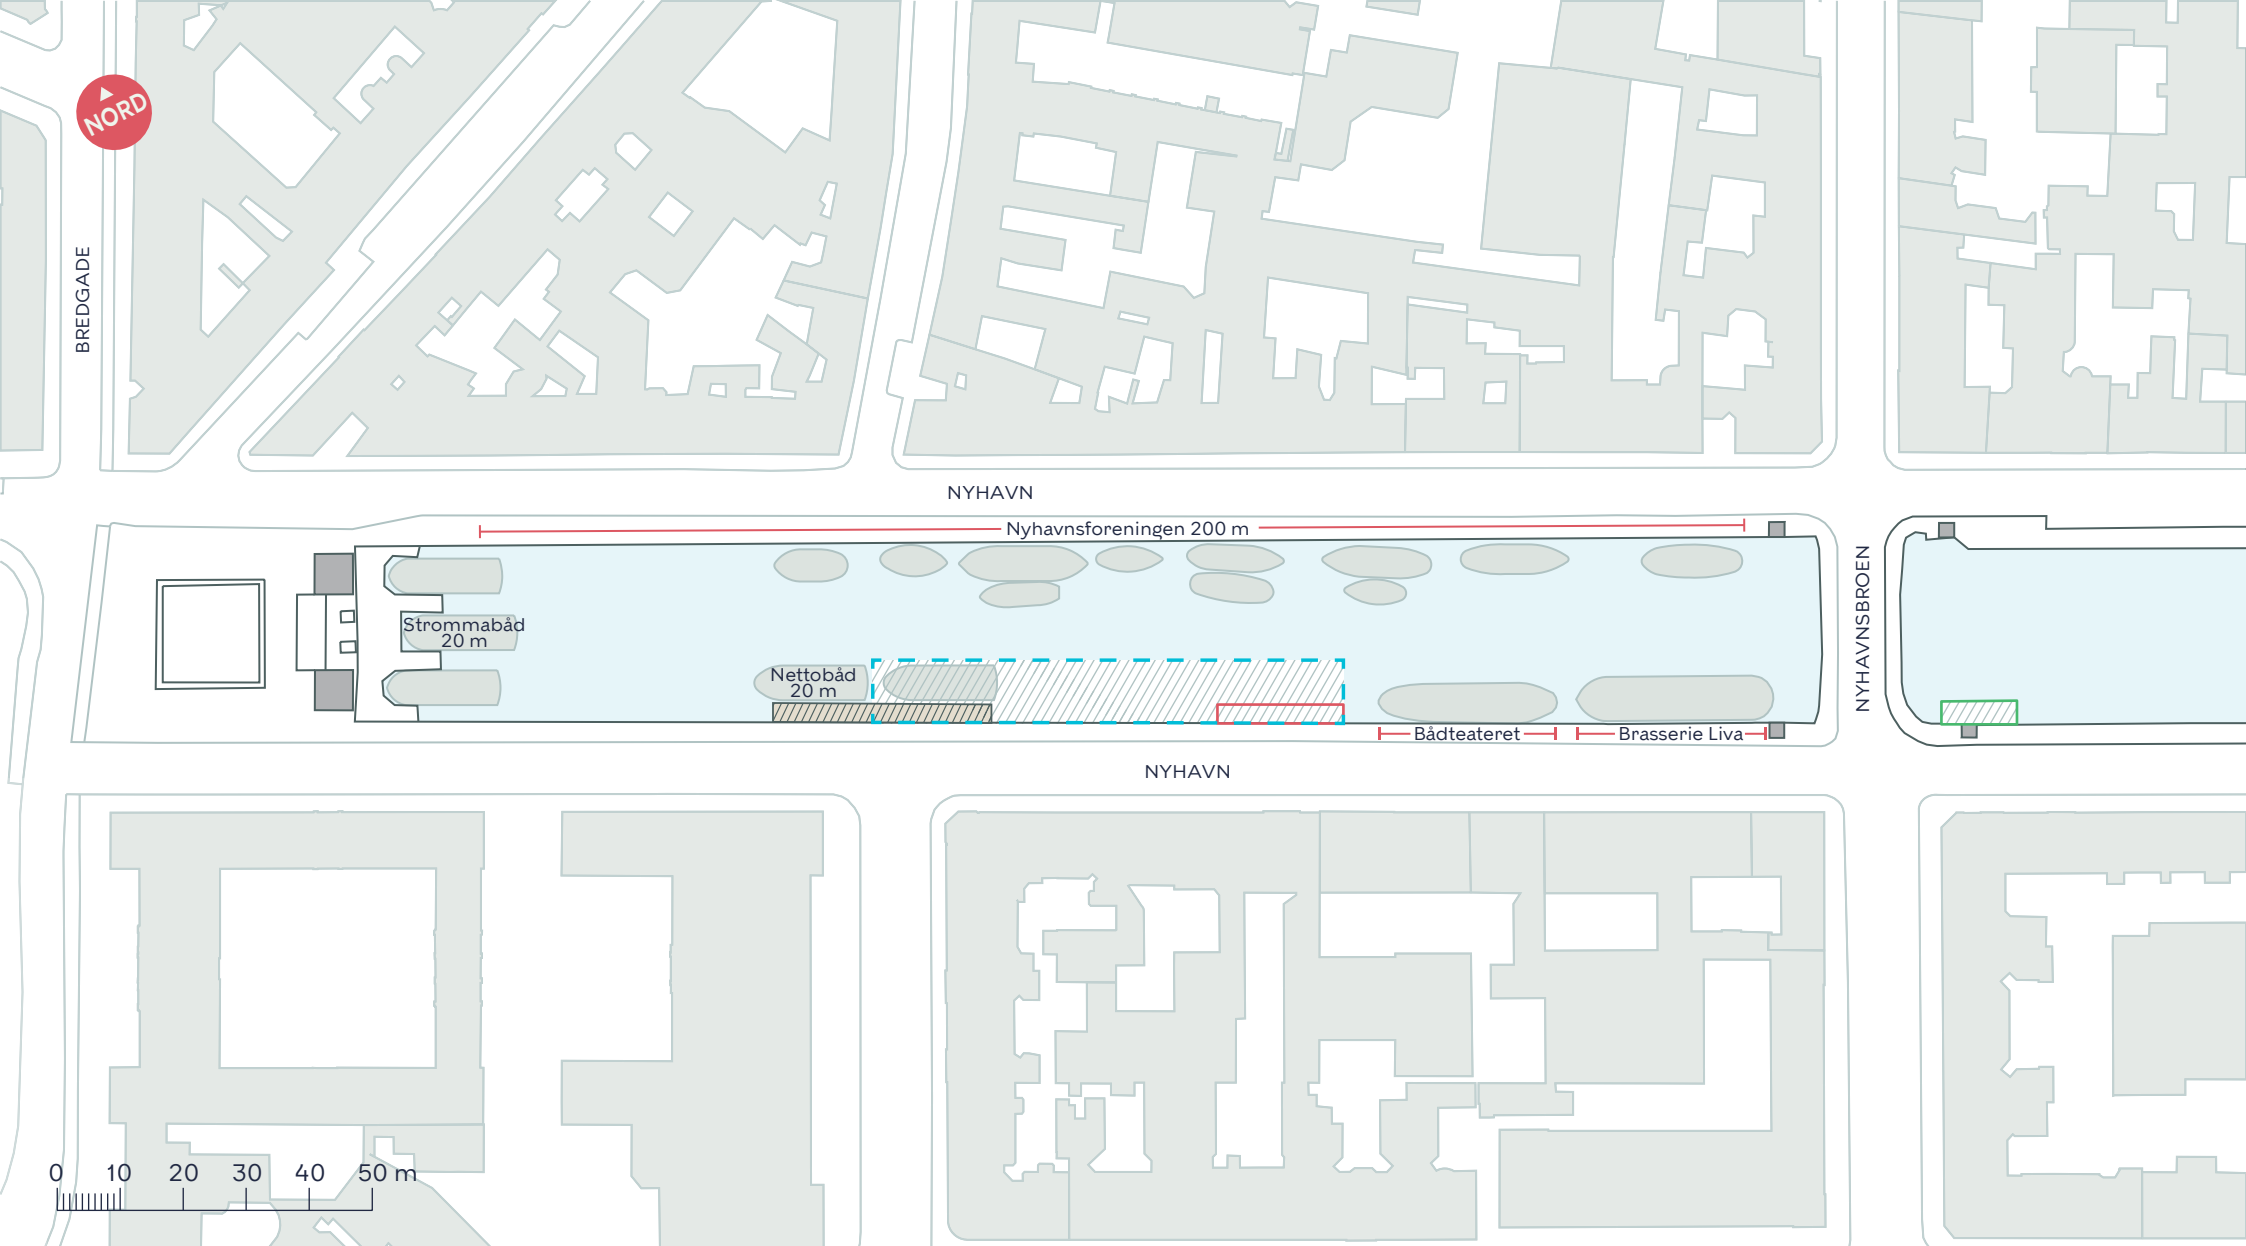 NORD
BREDGADE
NYHAVN
Nyhavnsforeningen 200 m
NYHAVNSBROEN
Strommabåd
20 m
Nettobåd
20 m
Bådteateret
Brasserie Liva
NYHAVN
0 10 20 30 40 50 m